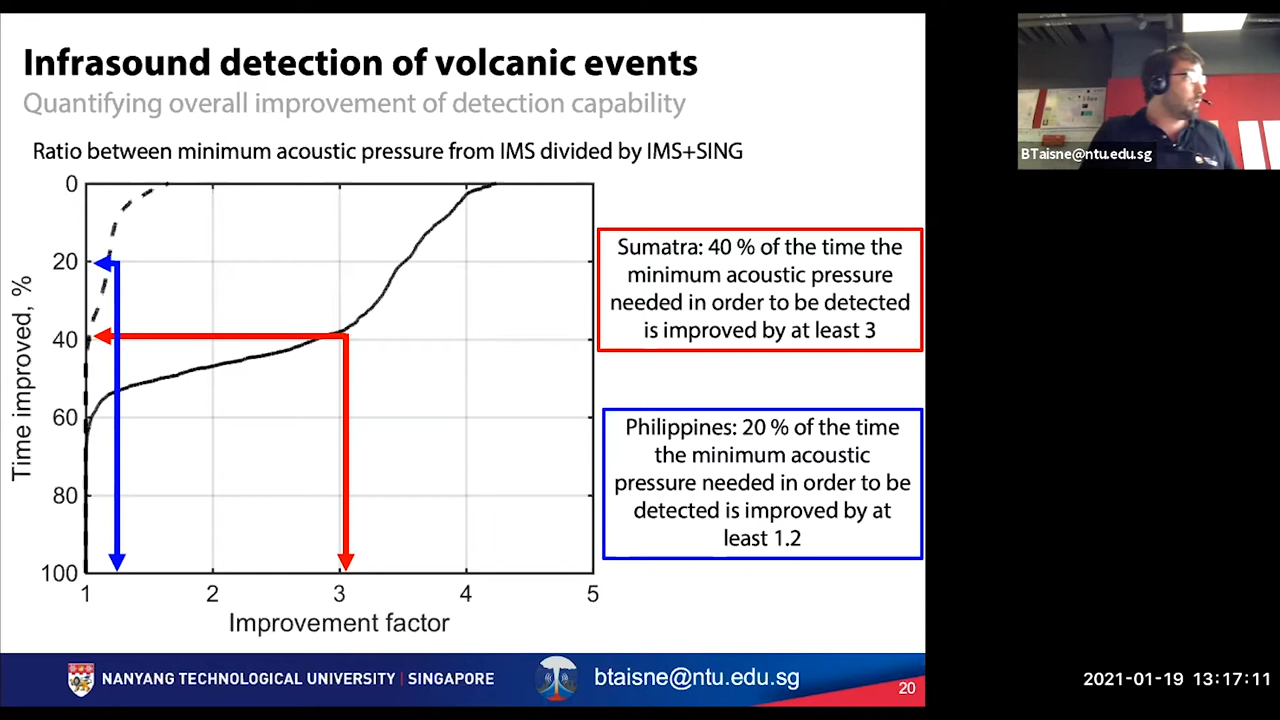 Infrasound detection of volcanic events
Quantifying overall improvement of detection capability
Ratio between minimum acoustic pressure from IMS divided by IMS+SING
0
20
40
60
80
100
Time improved, %
1 2 3 4 5
Improvement factor
Sumatra: 40 % of the time the
minimum acoustic pressure
needed in order to be detected
is improved by at least 3
Philippines: 20 % of the time
the minimum acoustic
pressure needed in order to be
detected is improved by at
least 1.2
NANYANG TECHNOLOGICAL UNIVERSITY | SINGAPORE
btaisne@ntu.edu.sg
20
BTaisne@ntu.edu.sg
2021-01-19 13:17:11